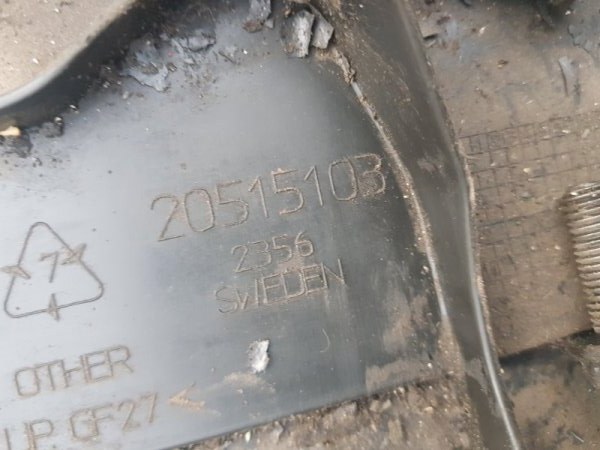 20515103
2356
SWEDEN
7
OTHER
UP GF27